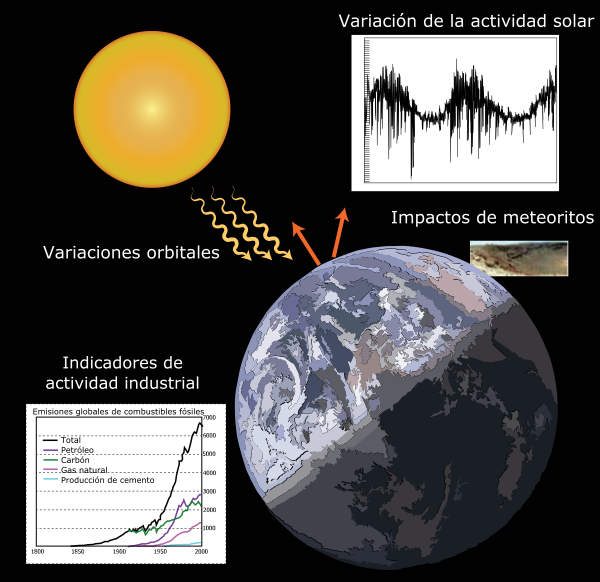 Variación de la actividad solar
Impactos de meteoritos
Variaciones orbitales
Indicadores de
actividad industrial
Emisiones globales de combustibles fósiles
7000
6000
5000
4000
3000
2000
1000
Total
Petróleo
Carbón
Gas natural
Producción de cemento
1800 1850 1900 1950 2000